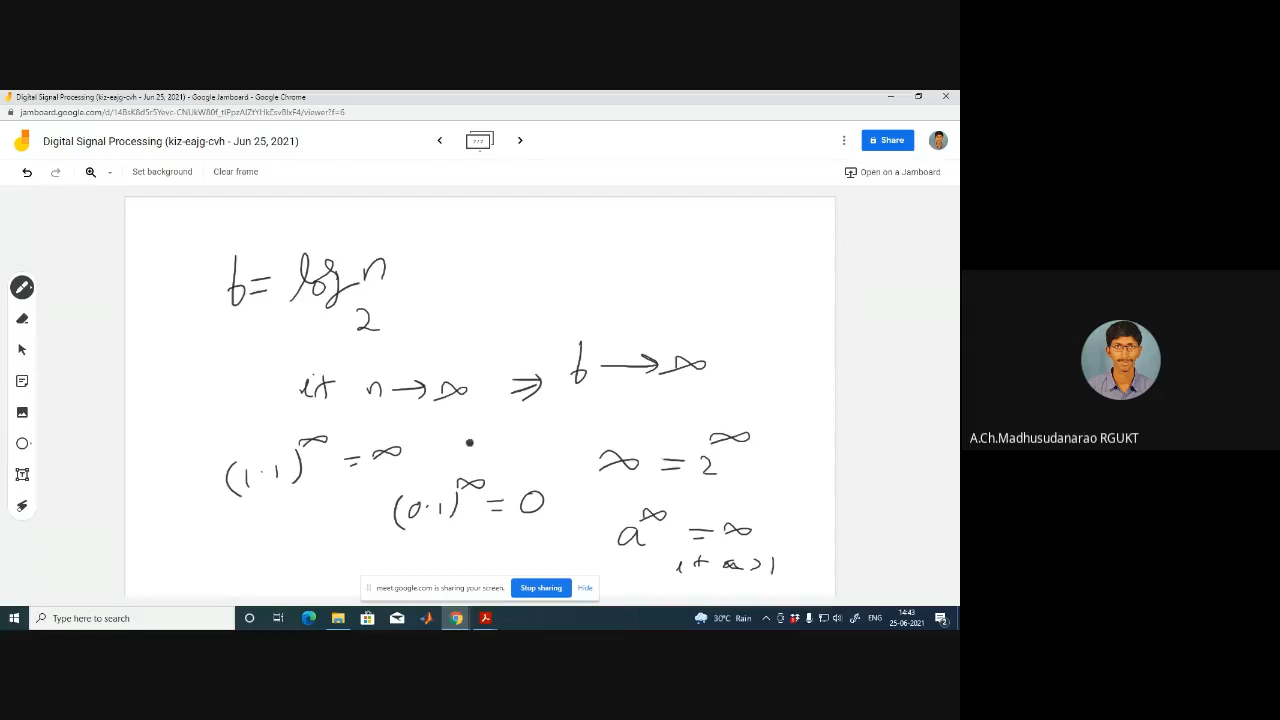 Digital Signal Processing (kiz-eajg-cvh - Jun 25, 2021) - Google Jamboard - Google Chrome
Digital Signal Processing (kiz-eajg-cvh - Jun 25, 2021)
Share
Set background
Clear frame
Open on a Jamboard
b = log₂ n
if n → ∞ ⇒ b → ∞
(1.1)^∞ = ∞
∞ = 2^∞
(0.1)^∞ = 0
a^∞ = ∞
if a > 1
A.Ch.Madhusudanarao RGUKT
meet.google.com is sharing your screen.
Stop sharing
Hide
Type here to search
30°C Rain
ENG
14:43
25-06-2021
2